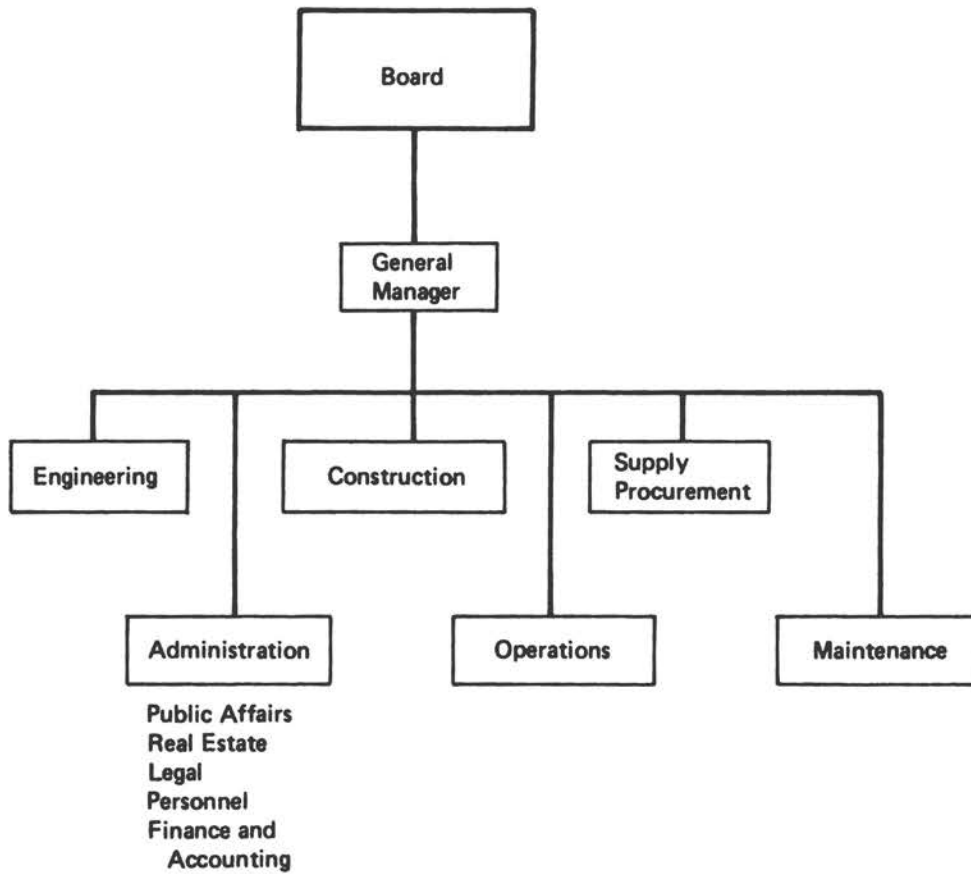 Board
General
Manager
Engineering
Construction
Supply
Procurement
Administration
Operations
Maintenance
Public Affairs
Real Estate
Legal
Personnel
Finance and
Accounting